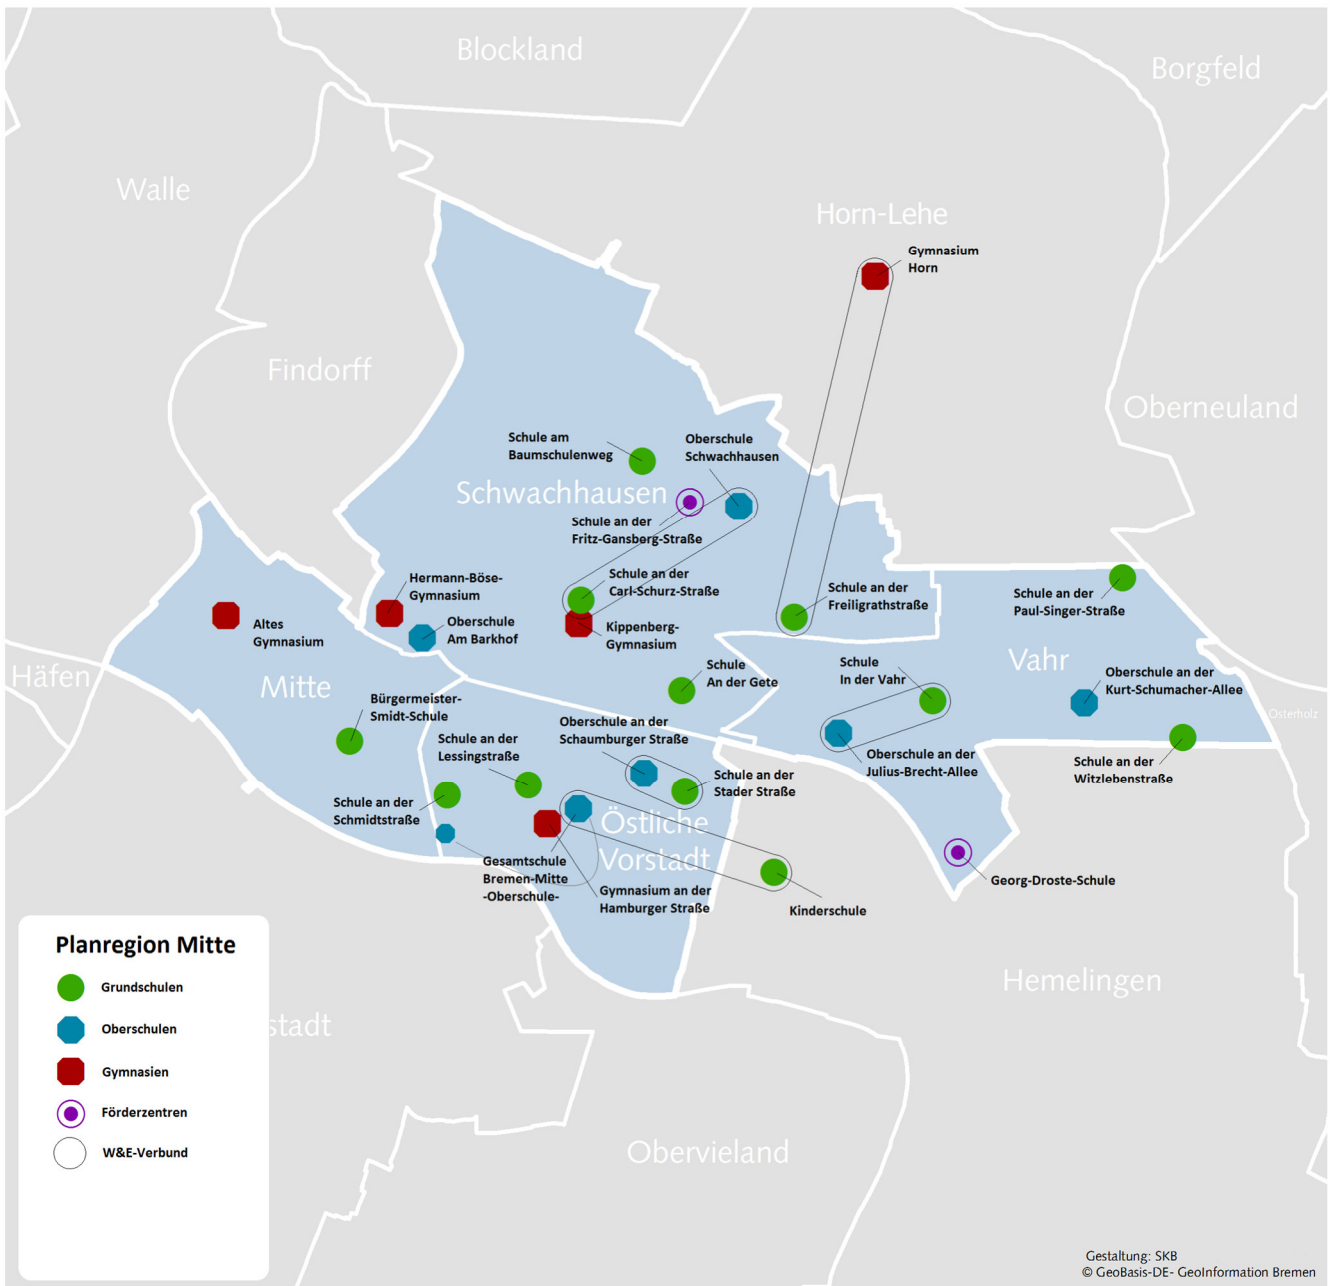 Blockland
Borgfeld
Walle
Horn-Lehe
Gymnasium
Horn
Findorff
Oberneuland
Schule am
Baumschulenweg
Oberschule
Schwachhausen
Schwachhausen
Schule an der
Fritz-Gansberg-Straße
Hermann-Böse-
Gymnasium
Schule an der
Carl-Schurz-Straße
Schule an der
Freiligrathstraße
Schule an der
Paul-Singer-Straße
Altes
Gymnasium
Oberschule
Am Barkhof
Kippenberg-
Gymnasium
Häfen
Mitte
Schule
An der Gete
Schule
In der Vahr
Vahr
Oberschule an der
Kurt-Schumacher-Allee
Osterholz
Bürgermeister-
Smidt-Schule
Oberschule an der
Schaumburger Straße
Schule an der
Lessingstraße
Oberschule an der
Julius-Brecht-Allee
Schule an der
Witzlebenstraße
Schule an der
Stader Straße
Schule an der
Schmidtstraße
Östliche
Vorstadt
Gesamtschule
Bremen-Mitte
-Oberschule-
Gymnasium an der
Hamburger Straße
Kinderschule
Georg-Droste-Schule
Hemelingen
stadt
Obervieland
Planregion Mitte
Grundschulen
Oberschulen
Gymnasien
Förderzentren
W&E-Verbund
Gestaltung: SKB
© GeoBasis-DE- GeoInformation Bremen